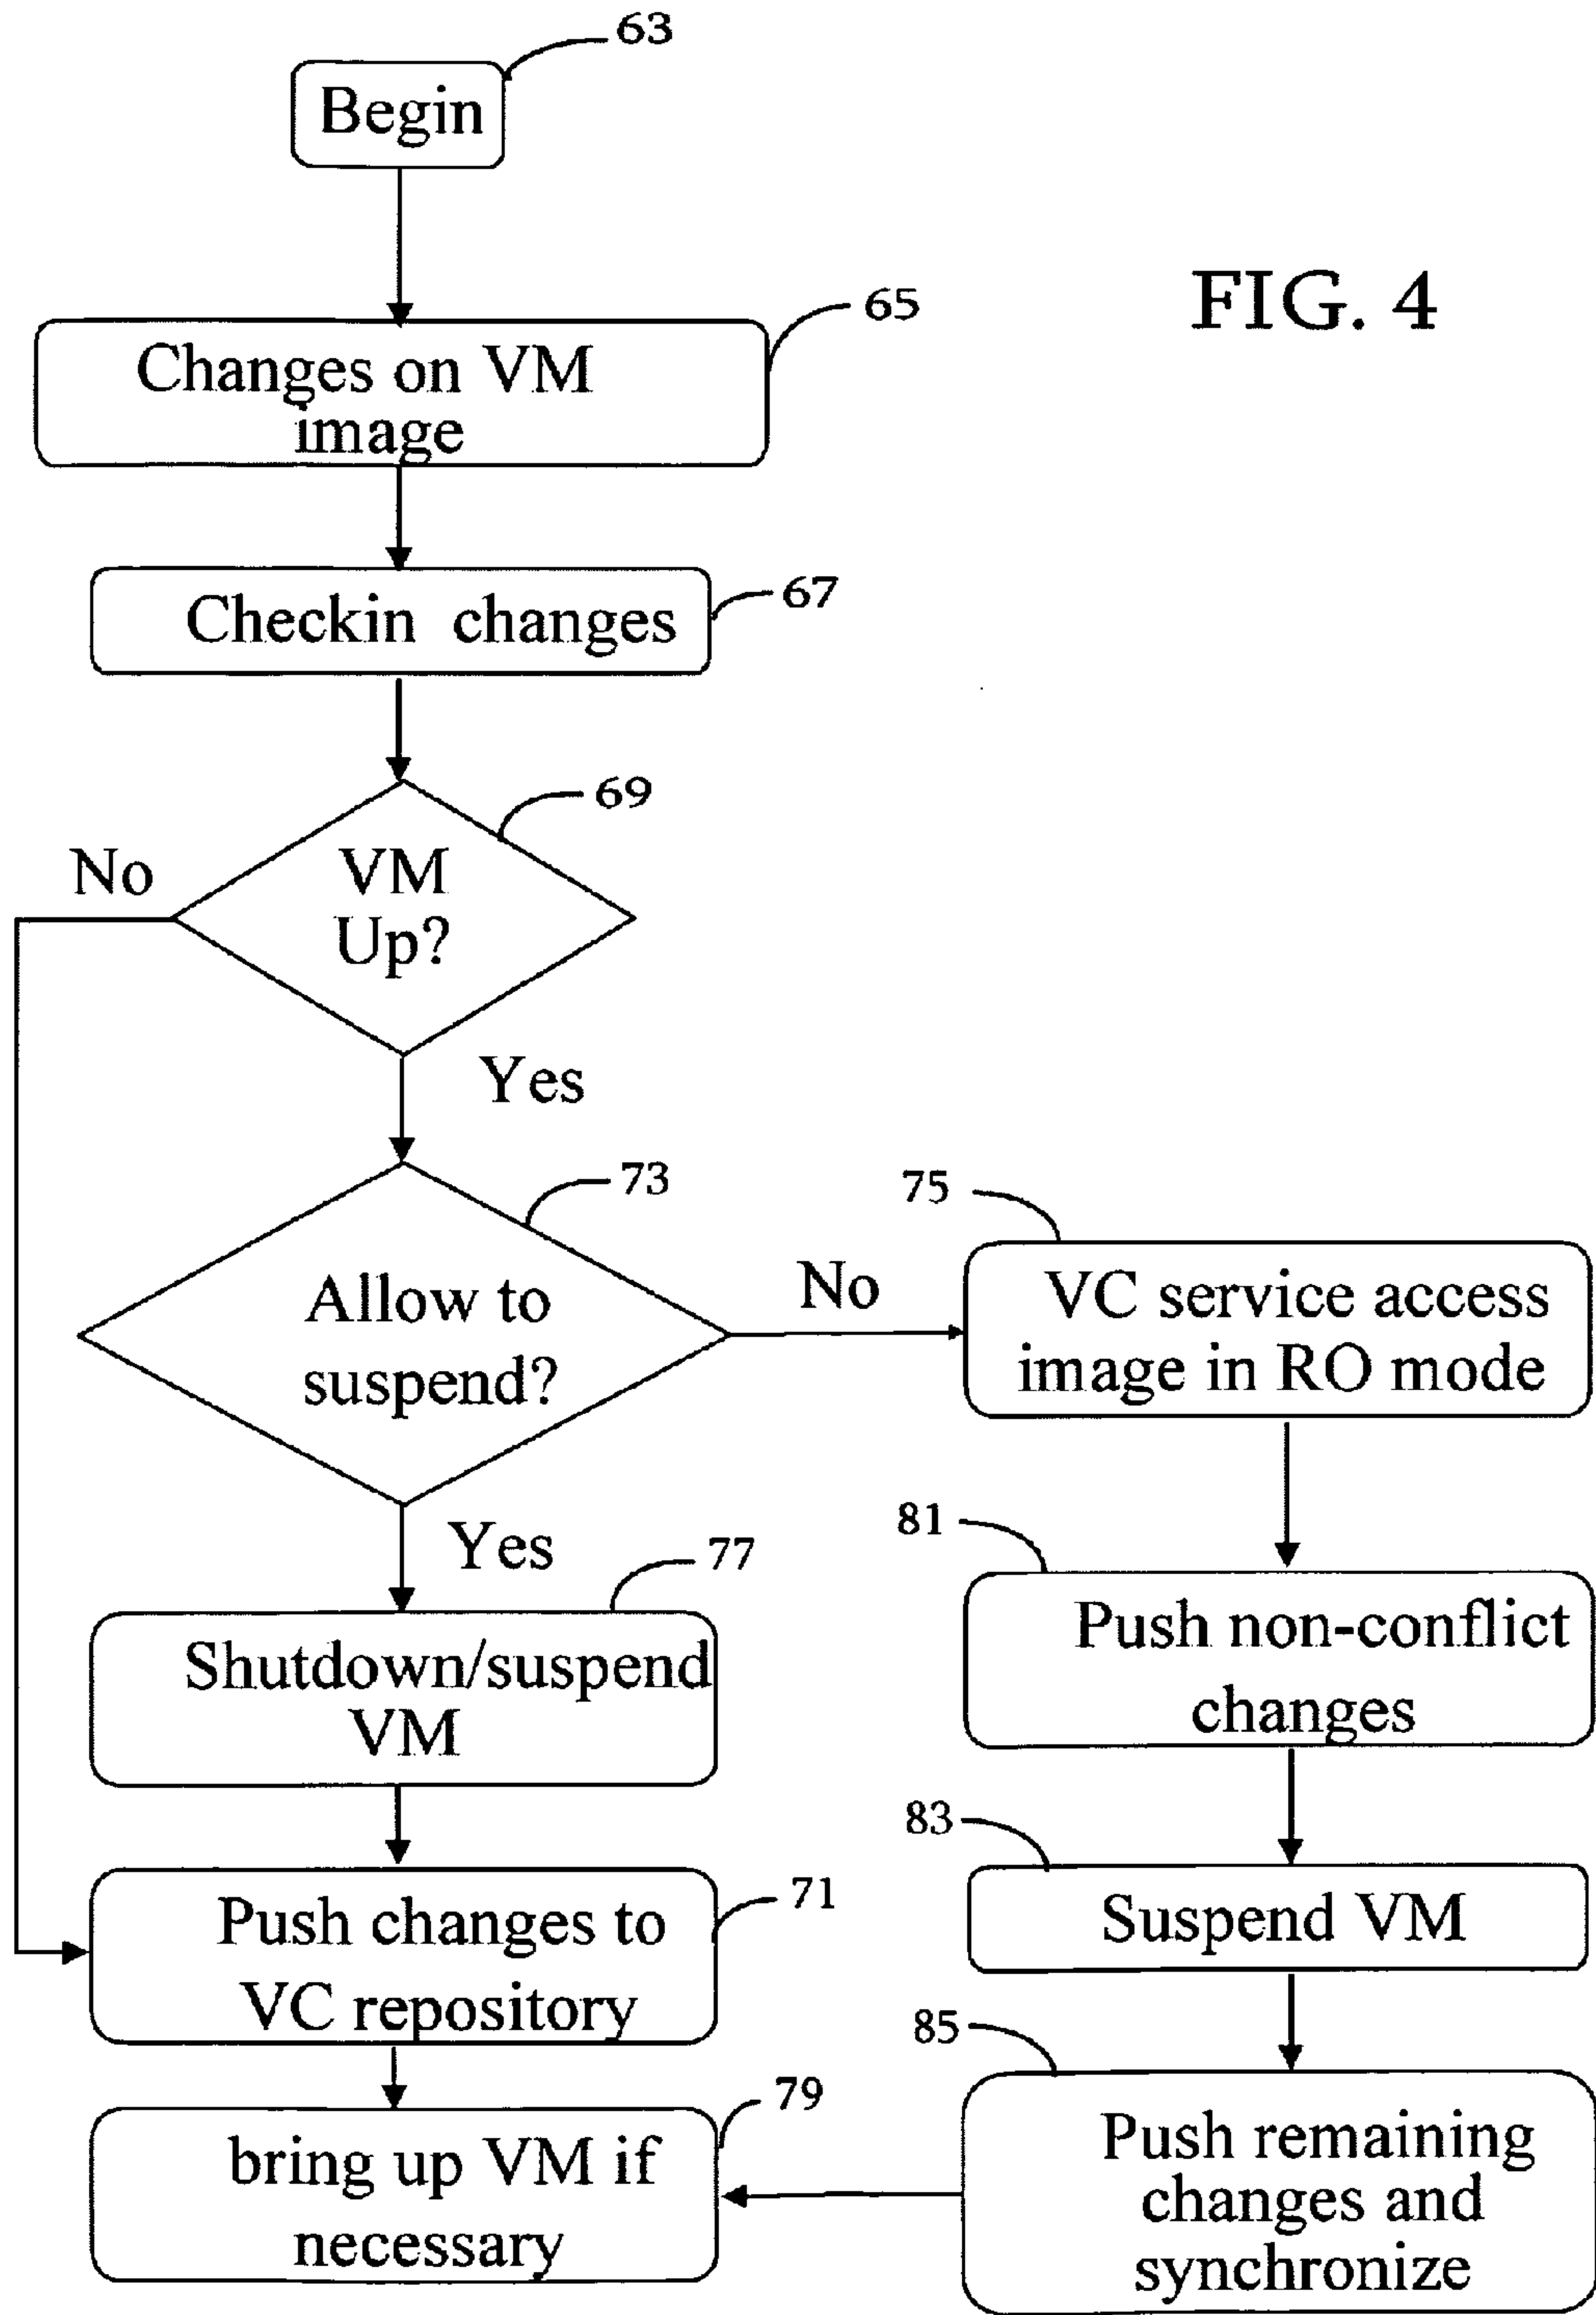 63
Begin
FIG. 4
65
Changes on VM
image
67
Checkin changes
69
No
VM
Up?
Yes
73
Allow to
suspend?
No
75
VC service access
image in RO mode
Yes
77
Shutdown/suspend
VM
81
Push non-conflict
changes
71
Push changes to
VC repository
83
Suspend VM
79
bring up VM if
necessary
85
Push remaining
changes and
synchronize